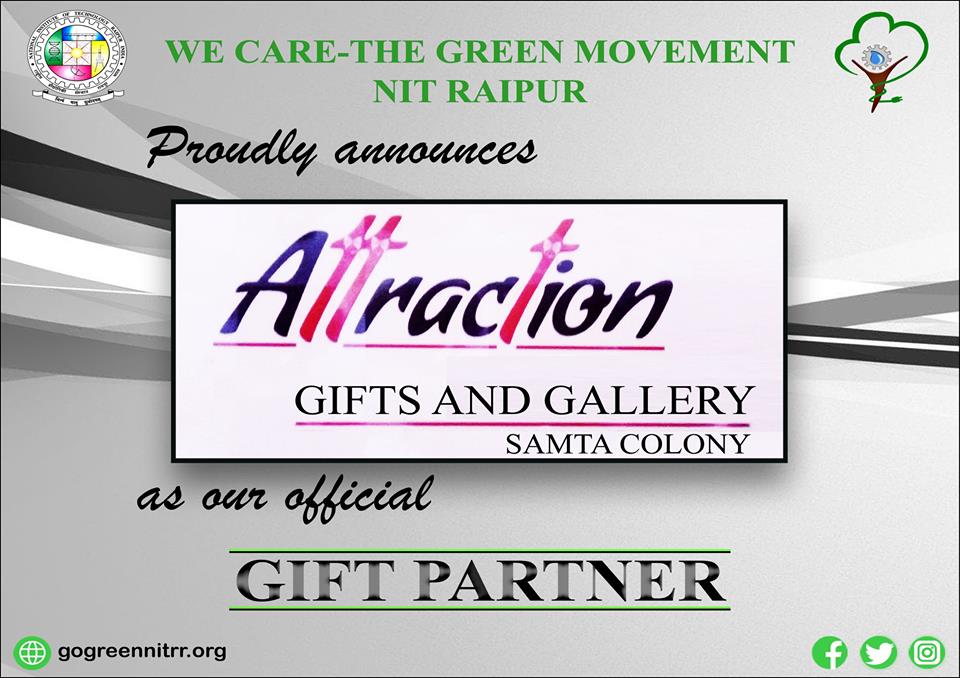 WE CARE-THE GREEN MOVEMENT
NIT RAIPUR
Proudly announces
Attraction
GIFTS AND GALLERY
SAMTA COLONY
as our official
GIFT PARTNER
gogreennitrr.org